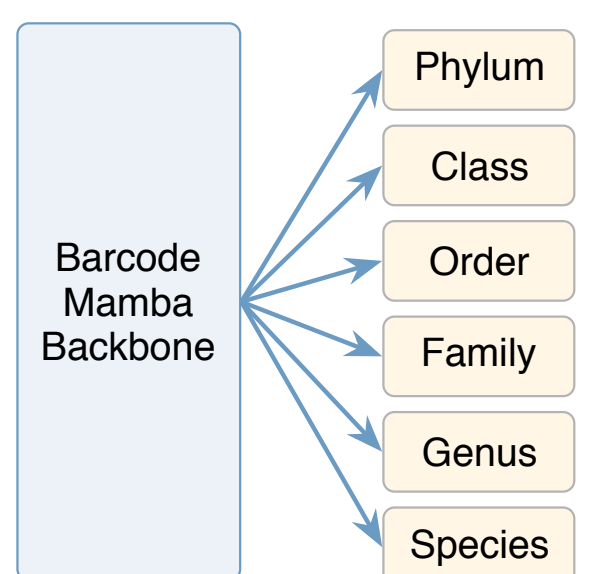 Barcode
Mamba
Backbone
Phylum
Class
Order
Family
Genus
Species